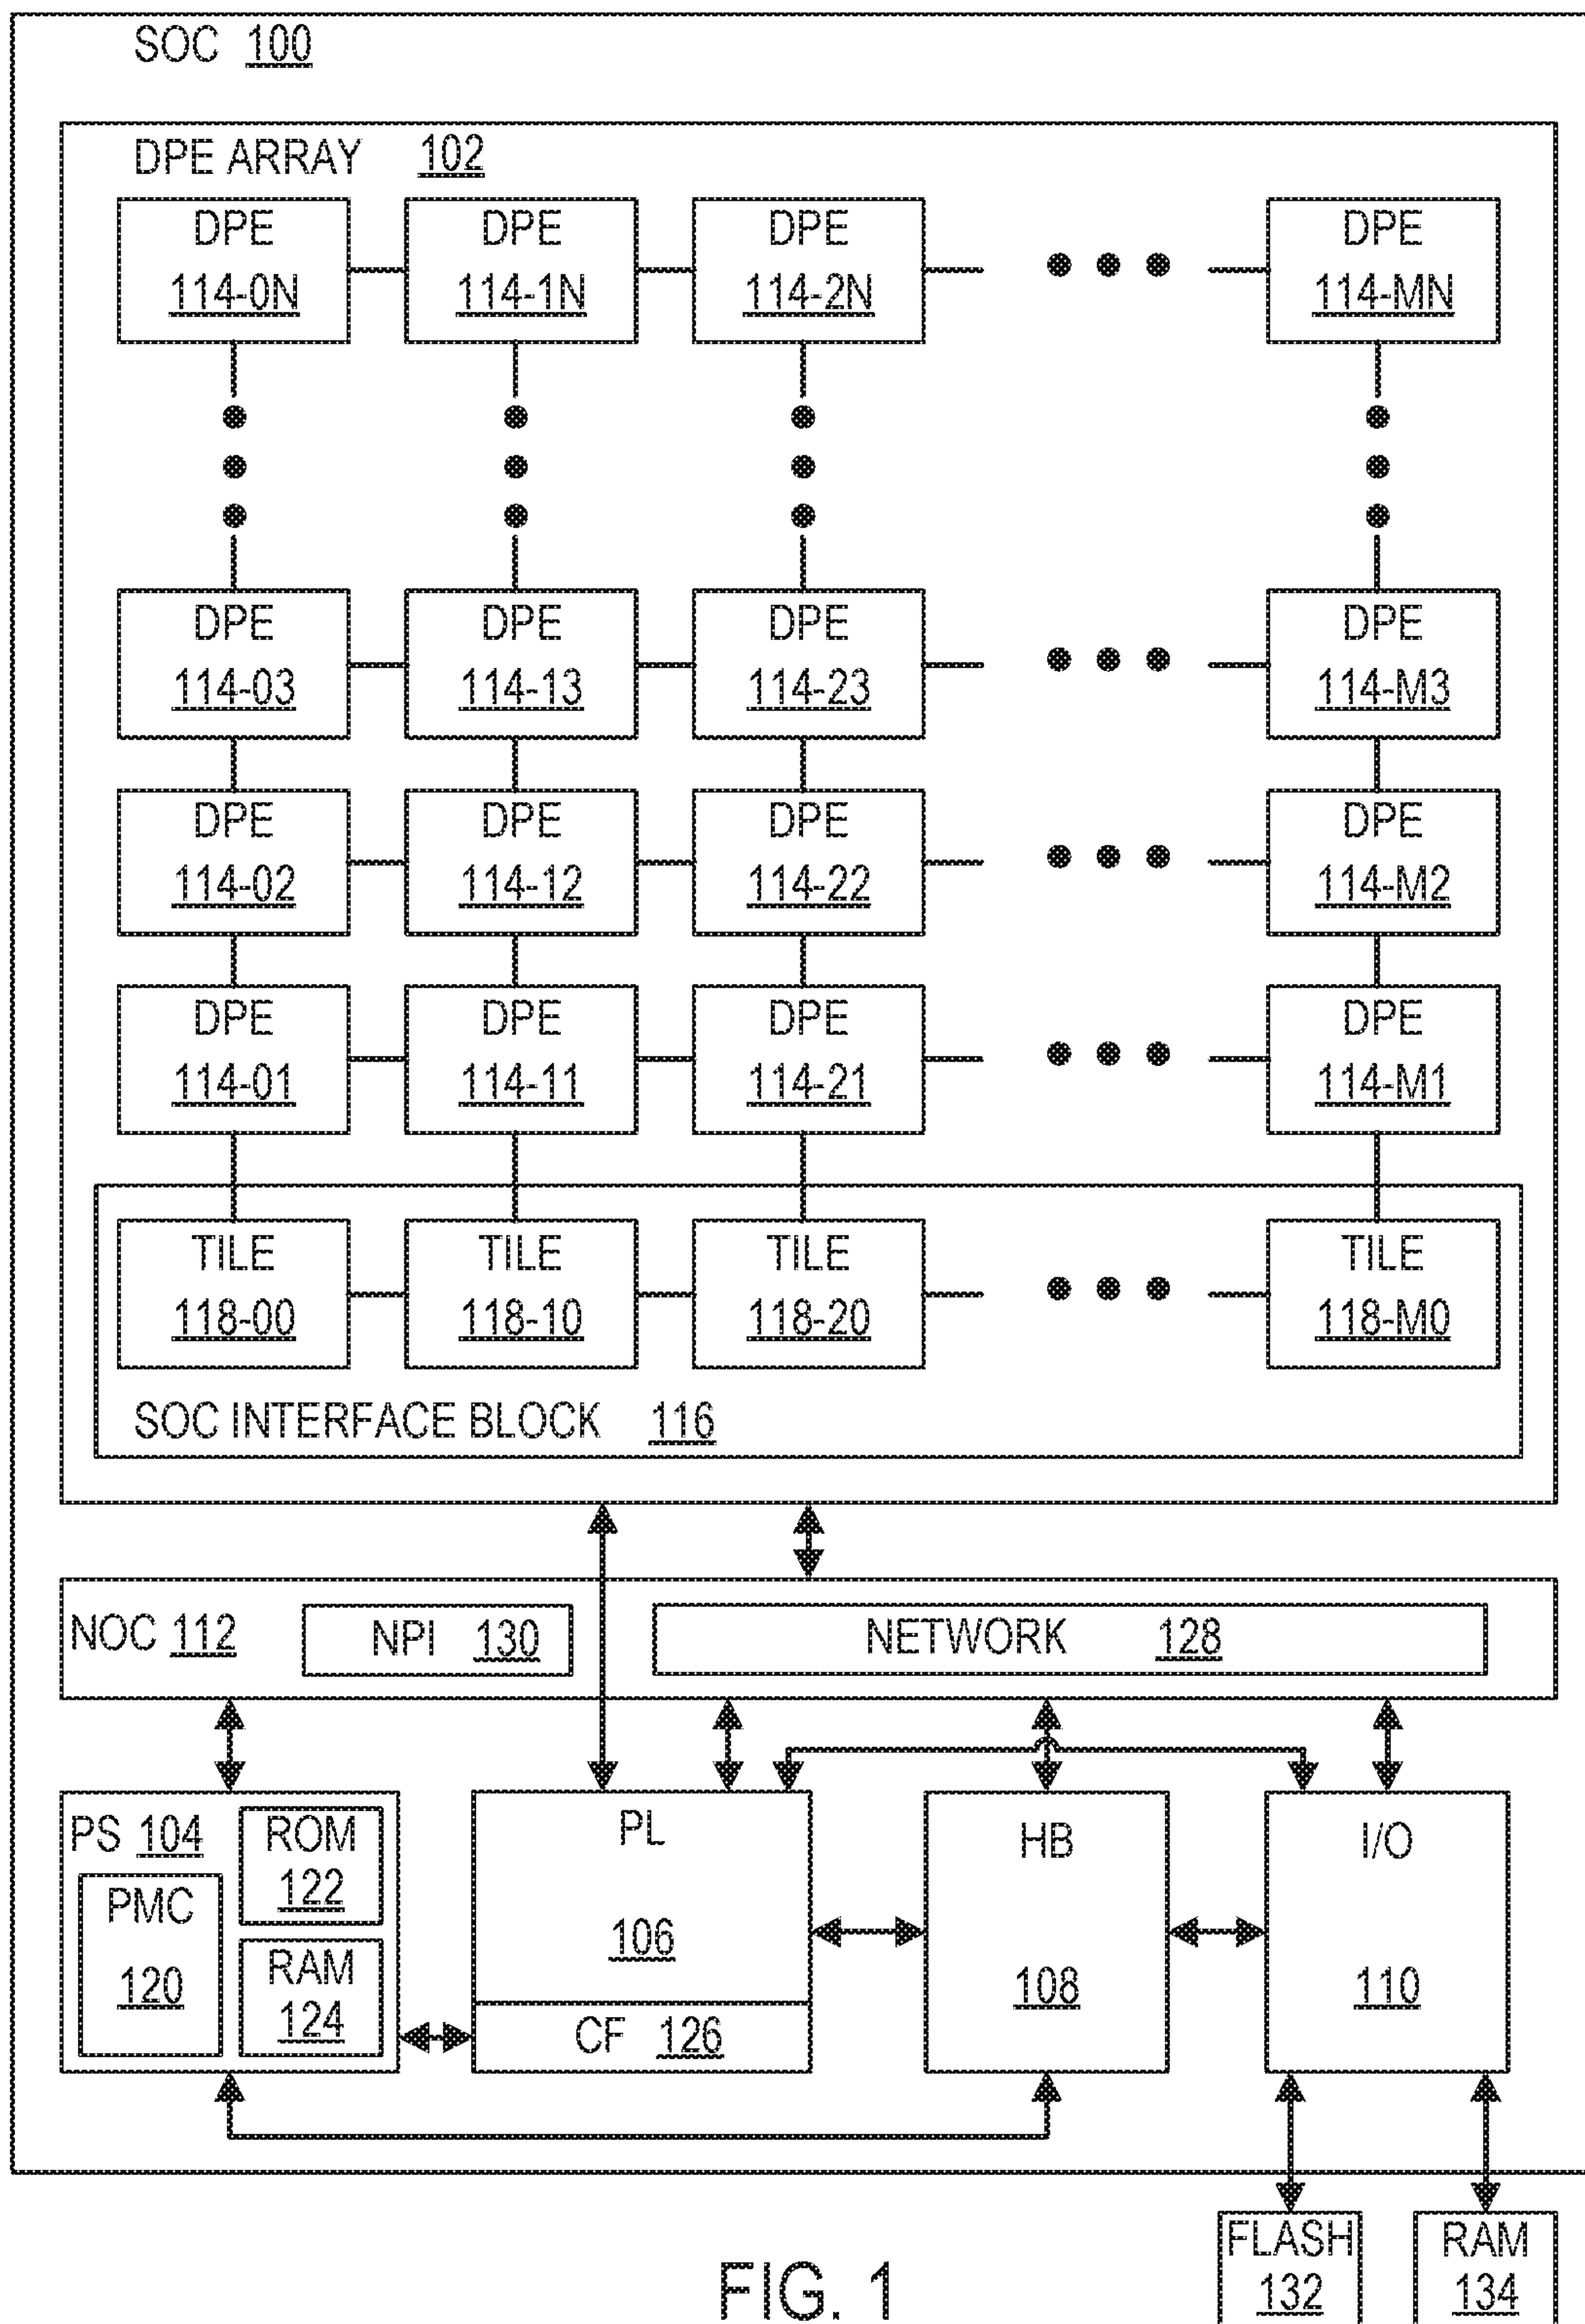 SOC 100
DPE ARRAY 102
DPE DPE DPE DPE
114-0N 114-1N 114-2N 114-MN
DPE DPE DPE DPE
114-03 114-13 114-23 114-M3
DPE DPE DPE DPE
114-02 114-12 114-22 114-M2
DPE DPE DPE DPE
114-01 114-11 114-21 114-M1
TILE TILE TILE TILE
118-00 118-10 118-20 118-M0
SOC INTERFACE BLOCK 116
NOC 112 NPI 130 NETWORK 128
PS 104
ROM
122
PMC
120
RAM
124
PL
106
CF 126
HB
108
I/O
110
FLASH
132
RAM
134
FIG. 1